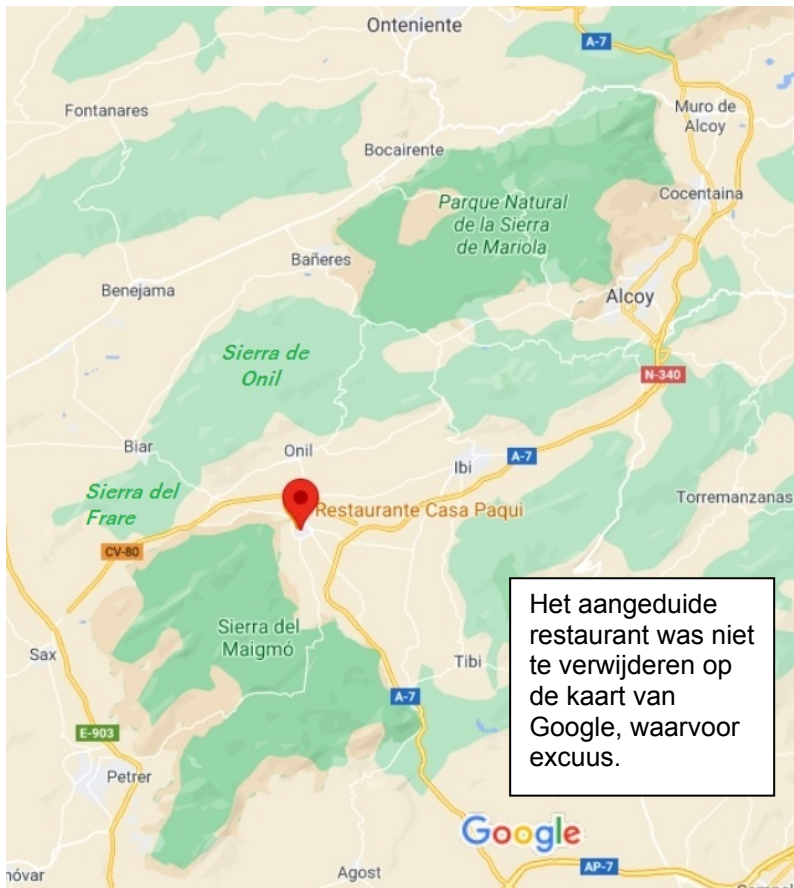 Onteniente
A-7
Fontanares
Muro de
Alcoy
Bocairente
Cocentaina
Parque Natural
de la Sierra
de Mariola
Bañeres
Benejama
Alcoy
Sierra de
Onil
N-340
Biar
Onil
A-7
Ibi
Sierra del
Frare
Restaurante Casa Paqui
Torremanzanas
CV-80
Het aangeduide
restaurant was niet
te verwijderen op
de kaart van
Google, waarvoor
excuus.
Sierra del
Maigmó
Sax
Tibi
A-7
E-903
Petrer
Google
nóvar
Agost
AP-7